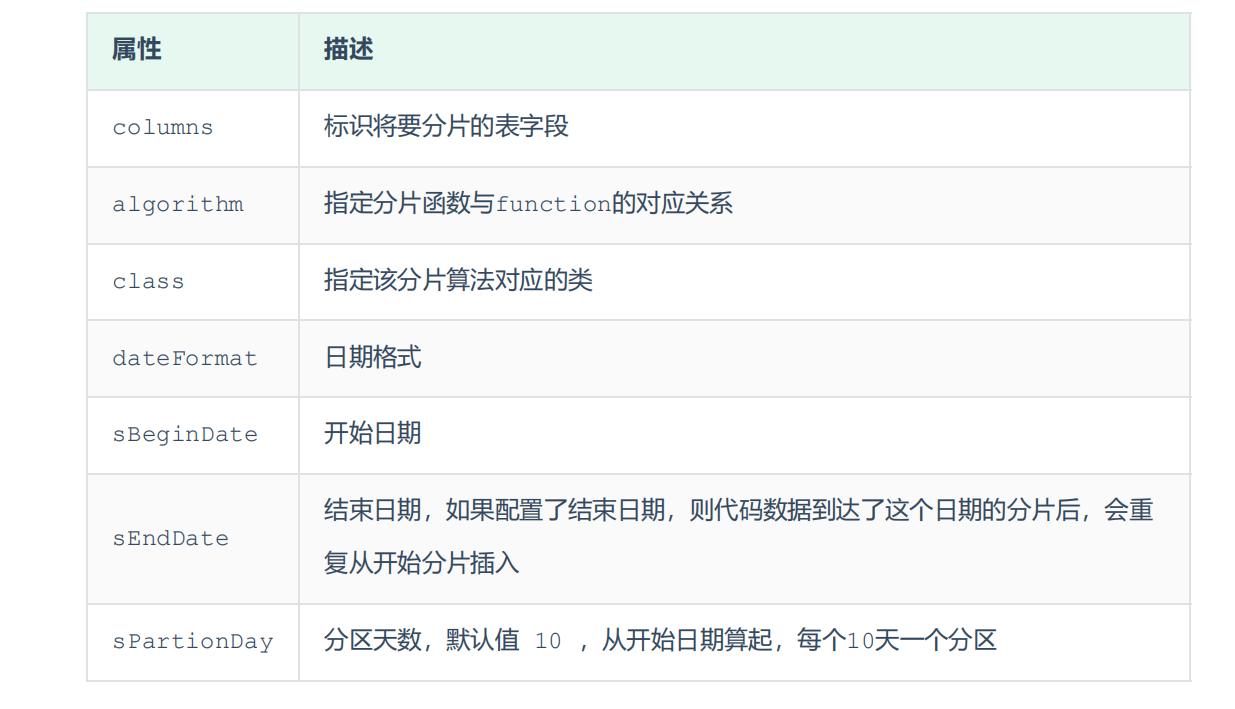 属性 描述
columns 标识将要分片的表字段
algorithm 指定分片函数与function的对应关系
class 指定该分片算法对应的类
dateFormat 日期格式
sBeginDate 开始日期
sEndDate 结束日期，如果配置了结束日期，则代码数据到达了这个日期的分片后，会重
复从开始分片插入
sPartionDay 分区天数，默认值 10 ，从开始日期算起，每个10天一个分区